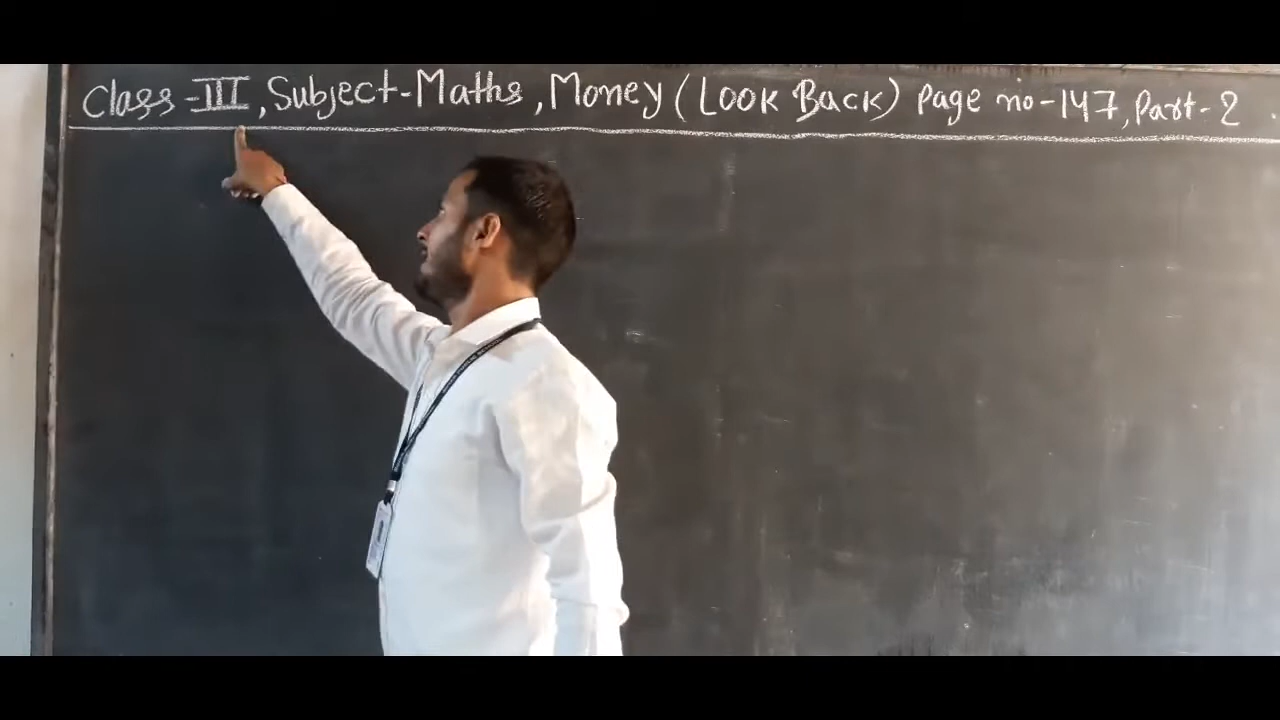 Class-III, Subject-Maths, Money (Look Back) Page no-147, Part-2